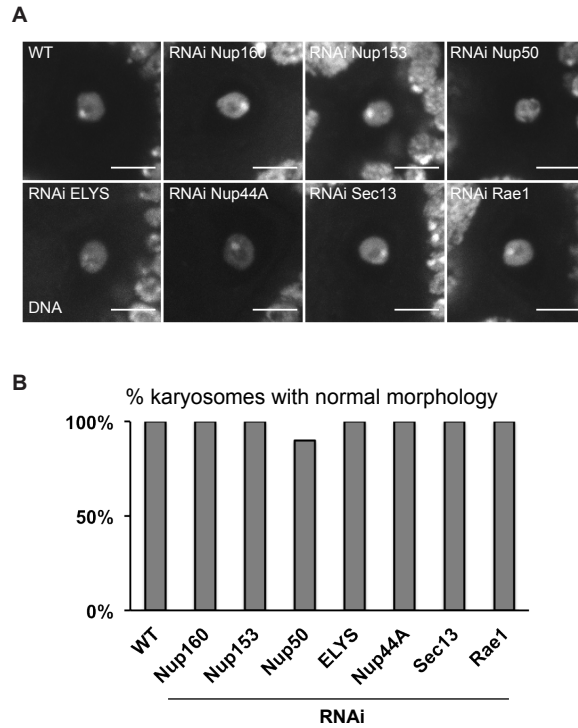 A
WT
RNAi Nup160
RNAi Nup153
RNAi Nup50
RNAi ELYS
RNAi Nup44A
RNAi Sec13
RNAi Rae1
DNA
B
% karyosomes with normal morphology
100%
50%
0%
WT
Nup160
Nup153
Nup50
ELYS
Nup44A
Sec13
Rae1
RNAi